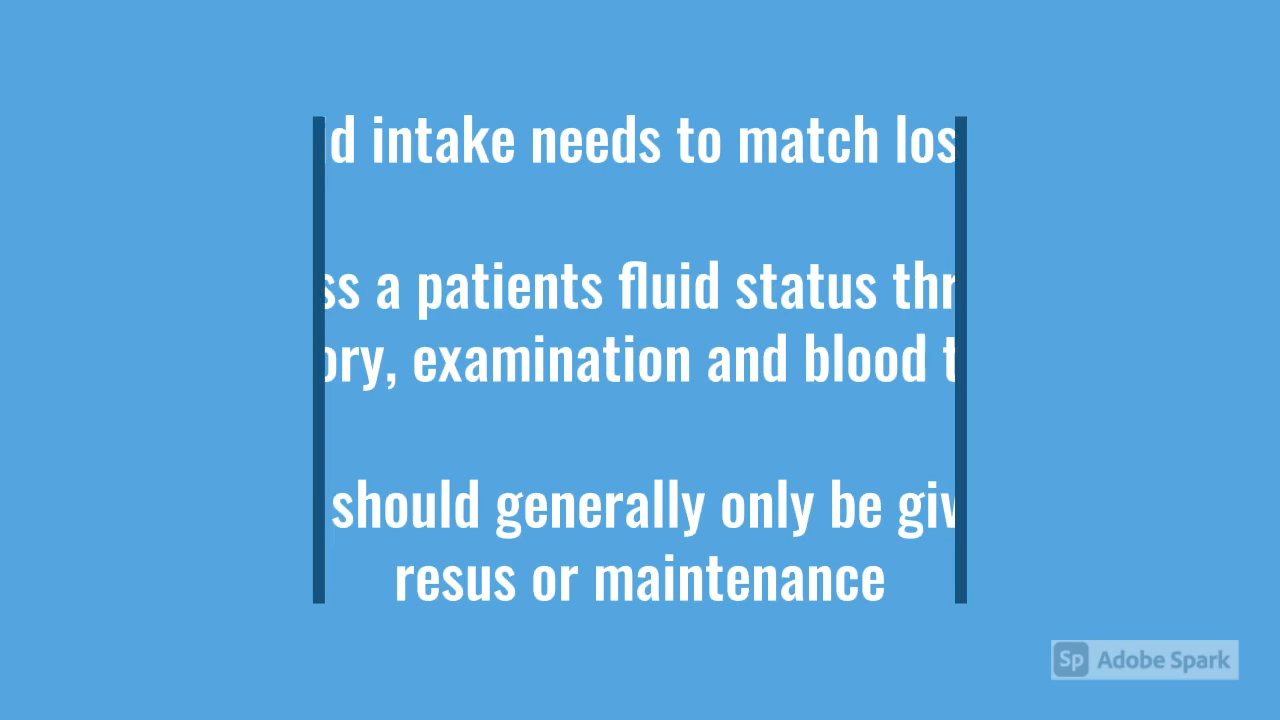 d intake needs to match los
ss a patients fluid status thr
ory, examination and blood t
should generally only be giv
resus or maintenance
Sp Adobe Spark